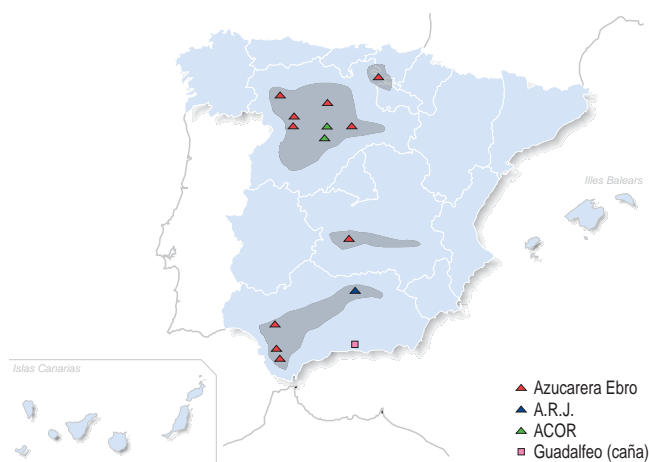 Illes Balears
Islas Canarias
Azucarera Ebro
A.R.J.
ACOR
Guadalfeo (caña)